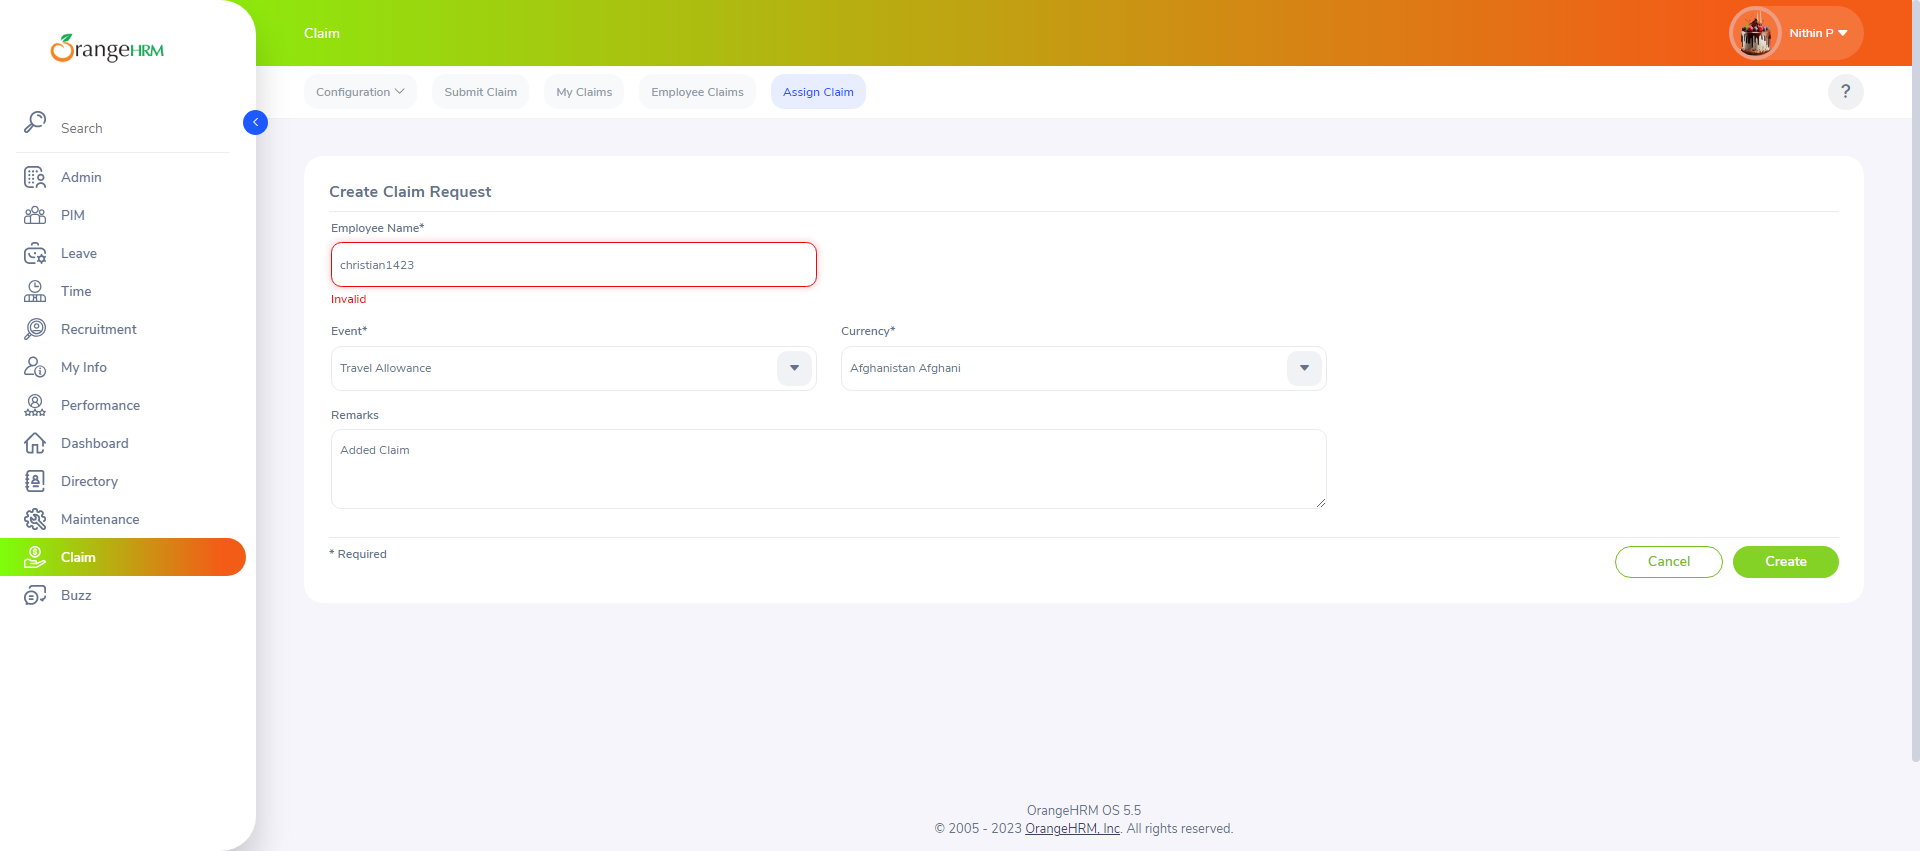 OrangeHRM
Claim
Nithin P
Configuration
Submit Claim
My Claims
Employee Claims
Assign Claim
?
Search
Admin
PIM
Leave
Time
Recruitment
My Info
Performance
Dashboard
Directory
Maintenance
Claim
Buzz
Create Claim Request
Employee Name*
christian1423
Invalid
Event*
Currency*
Travel Allowance
Afghanistan Afghani
Remarks
Added Claim
* Required
Cancel
Create
OrangeHRM OS 5.5
© 2005 - 2023 OrangeHRM, Inc. All rights reserved.